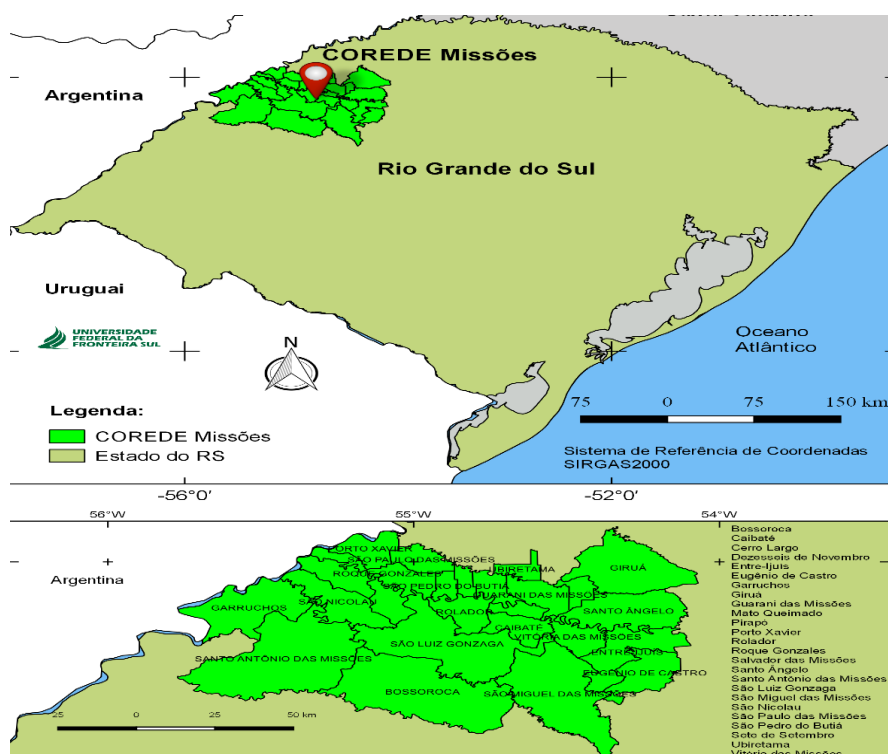 COREDE Missões
Argentina
Rio Grande do Sul
Uruguai
UNIVERSIDADE
FEDERAL DA
FRONTEIRA SUL
N
Oceano
Atlântico
75 0 75 150 km
Legenda:
COREDE Missões
Estado do RS
Sistema de Referência de Coordenadas
SIRGAS2000
-56°0' -52°0'
56°W 55°W 54°W
Argentina
PORTO XAVIER
SÃO PAULO DAS MISSÕES
UBIRETAMA
GIRUÁ
ROQUE GONZALES
SÃO PEDRO DO BUTIÁ
GUARANI DAS MISSÕES
GARRUCHOS
SÃO NICOLAU
ROLADOR
SANTO ÂNGELO
CAIBATÉ
VITÓRIA DAS MISSÕES
SÃO LUIZ GONZAGA
ENTRE-IJUÍS
SANTO ANTÔNIO DAS MISSÕES
EUGÊNIO DE CASTRO
BOSSOROCA
SÃO MIGUEL DAS MISSÕES
25 0 50 km
Bossoroca
Caibaté
Cerro Largo
Dezesseis de Novembro
Entre-Ijuís
Eugênio de Castro
Garruchos
Giruá
Guarani das Missões
Mato Queimado
Pirapó
Porto Xavier
Rolador
Roque Gonzales
Salvador das Missões
Santo Ângelo
Santo Antônio das Missões
São Luiz Gonzaga
São Miguel das Missões
São Nicolau
São Paulo das Missões
São Pedro do Butiá
Sete de Setembro
Ubiretama
Vitória das Missões